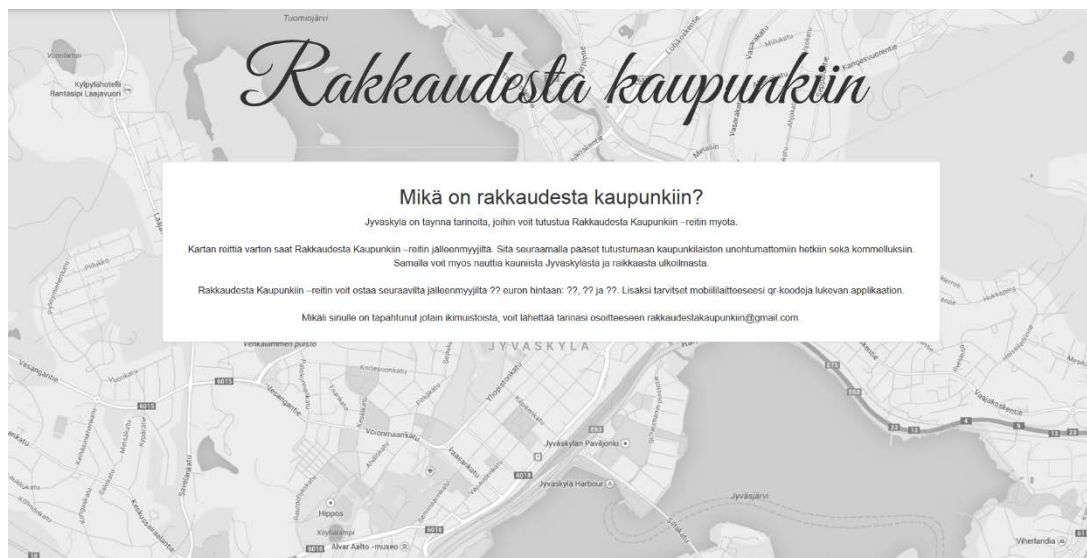 Tuomiojärvi
Rakkaudesta kaupunkiin
Kylpylähotelli
Rantasipi Laajavuori
Mikä on rakkaudesta kaupunkiin?
Jyväskylä on täynnä tarinoita, joihin voit tutustua Rakkaudesta Kaupunkiin –reitin myötä.
Kartan reittiä varten saat Rakkaudesta Kaupunkiin –reitin jälleenmyyjiltä. Sitä seuraamalla pääset tutustumaan kaupunkilaisten unohtumattomiin hetkiin sekä kommelluksiin.
Samalla voit myös nauttia kauniista Jyväskylästä ja raikkaasta ulkoilmasta.
Rakkaudesta Kaupunkiin –reitin voit ostaa seuraavilta jälleenmyyjiltä ?? euron hintaan: ??, ?? ja ??. Lisäksi tarvitset mobiililaitteeseesi qr-koodeja lukevan applikaation.
Mikäli sinulle on tapahtunut jotain ikimuistoista, voit lähettää tarinasi osoitteeseen rakkaudestakaupunkiin@gmail.com.
JYVÄSKYLÄ
Vesangantie
Vuorikatu
Yliopistonkatu
Voionmaankatu
Vaasankatu
Vaajakoskentie
Jyväskylän Paviljonki
Jyväskylä Harbour
Jyväsjärvi
Hippos
Köyhälampi
Alvar Aalto -museo
Viherlandia